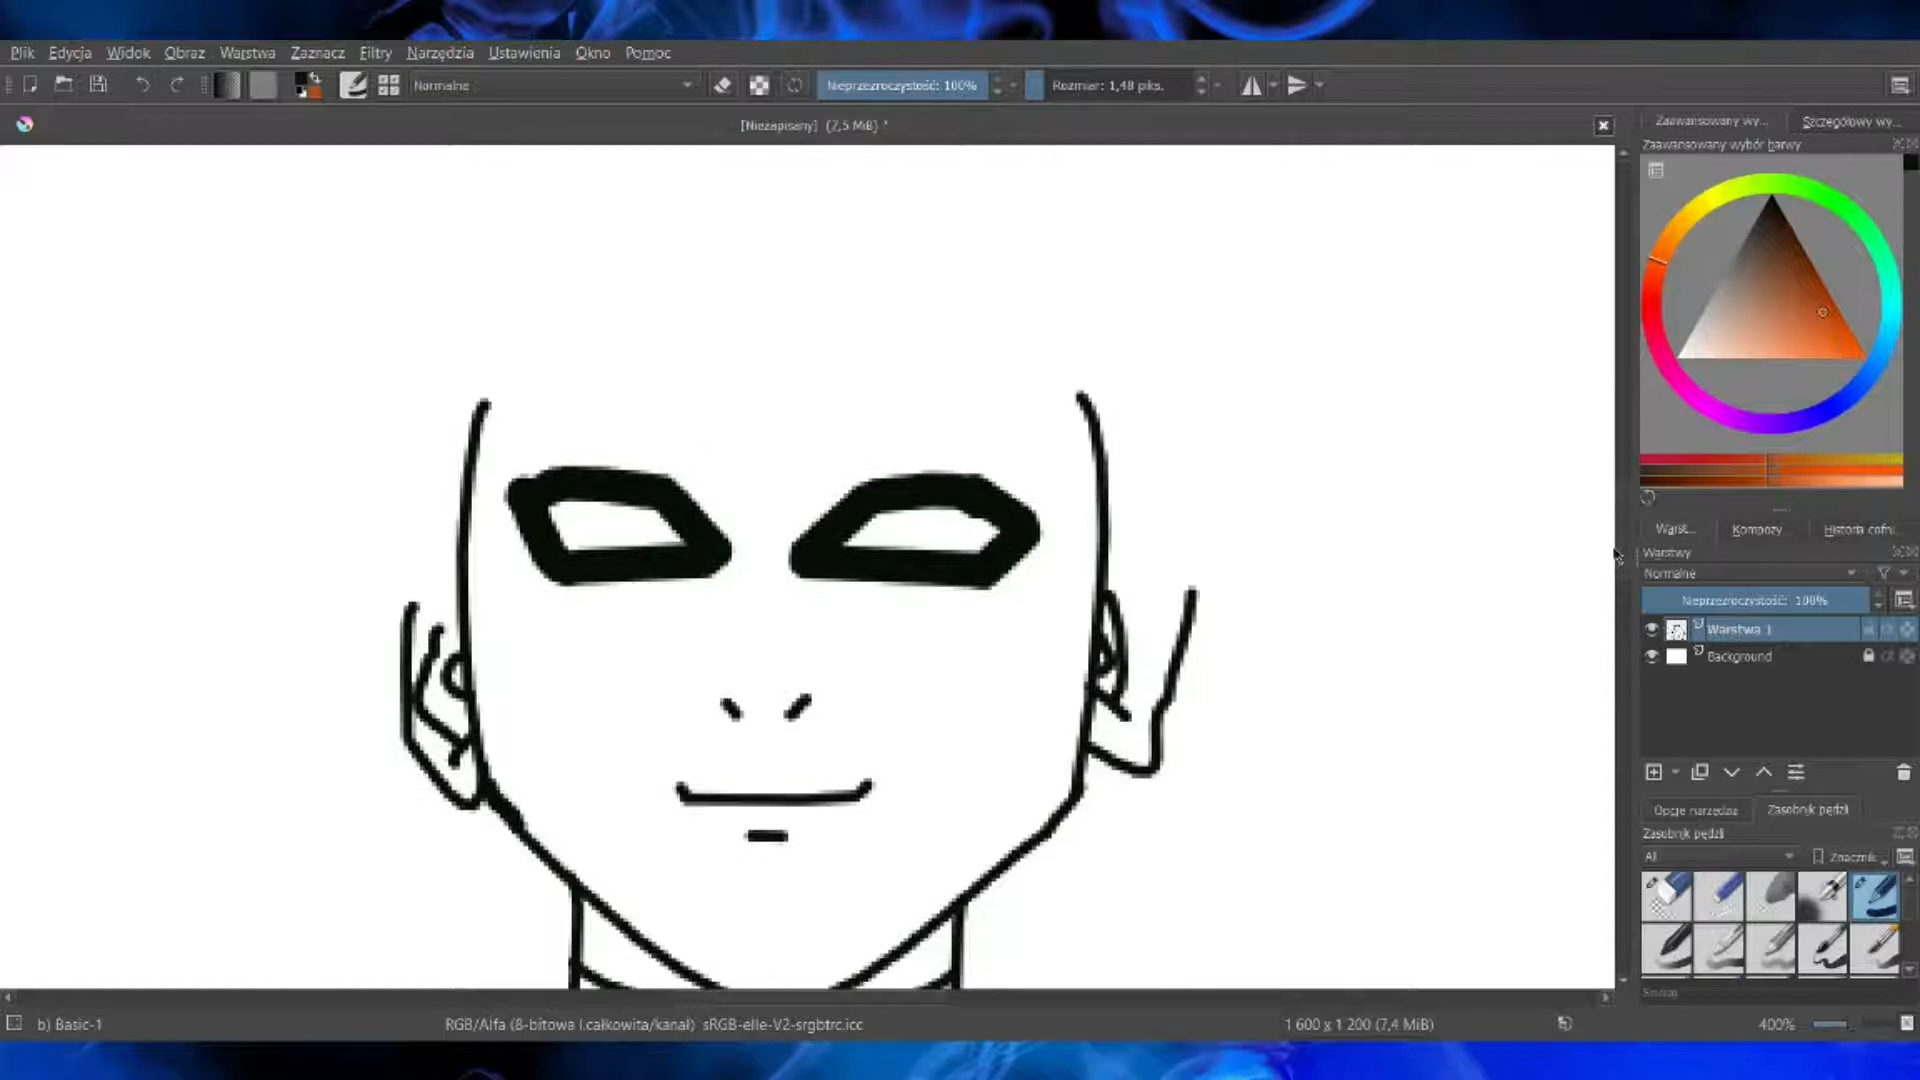 Plik Edycja Widok Obraz Warstwa Zaznacz Filtry Narzędzia Ustawienia Okno Pomoc
Normalne Nieprzezroczystość: 100% Rozmiar: 1,48 piks.
[Niezapisany] (7,5 MiB) *
Zaawansowany wy... Szczegółowy wy...
Zaawansowany wybór barwy
Warst... Kompozy Historia cofni
Warstwy
Normalne
Nieprzezroczystość: 100%
Warstwa 1
Background
Opcje narzędzia Zasobnik pędzli
Zasobnik pędzli
All Znacznik
b) Basic-1 RGB/Alfa (8-bitowa l.całkowita/kanał) sRGB-elle-V2-srgbtrc.icc 1 600 x 1 200 (7,4 MiB) 400%